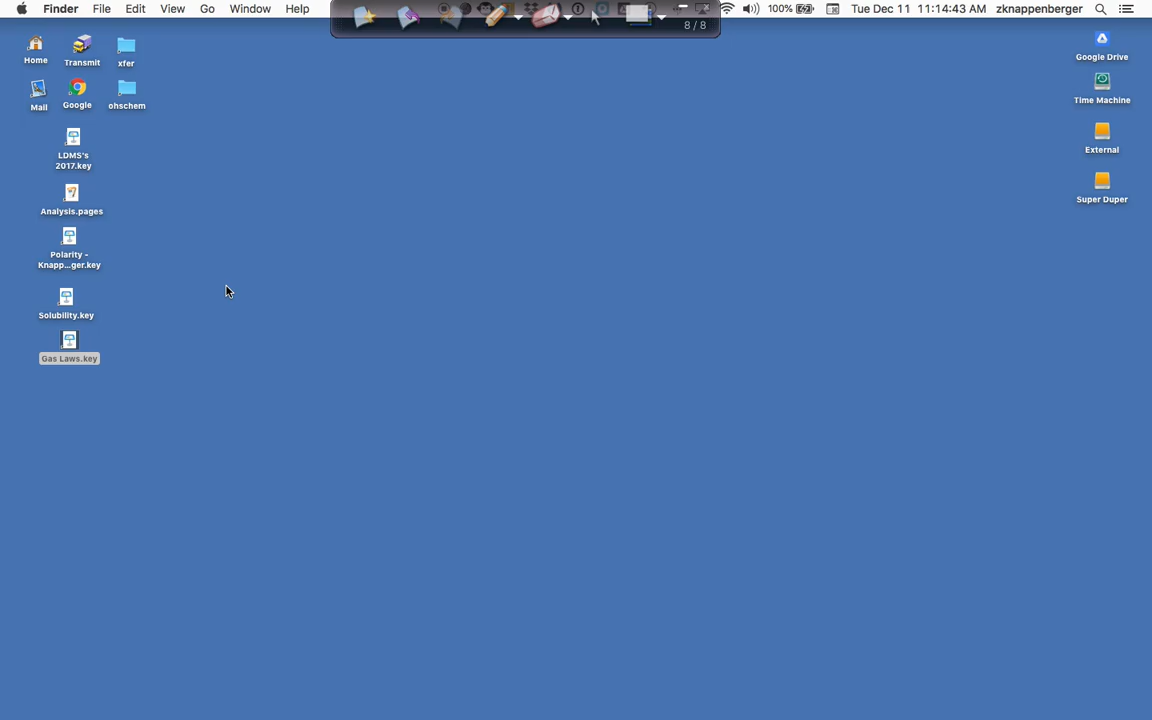 Finder File Edit View Go Window Help
100% Tue Dec 11 11:14:43 AM zknappenberger
8/8
Home Transmit xfer
Mail Google ohschem
LDMS's
2017.key
Analysis.pages
Polarity -
Knapp...ger.key
Solubility.key
Gas Laws.key
Google Drive
Time Machine
External
Super Duper